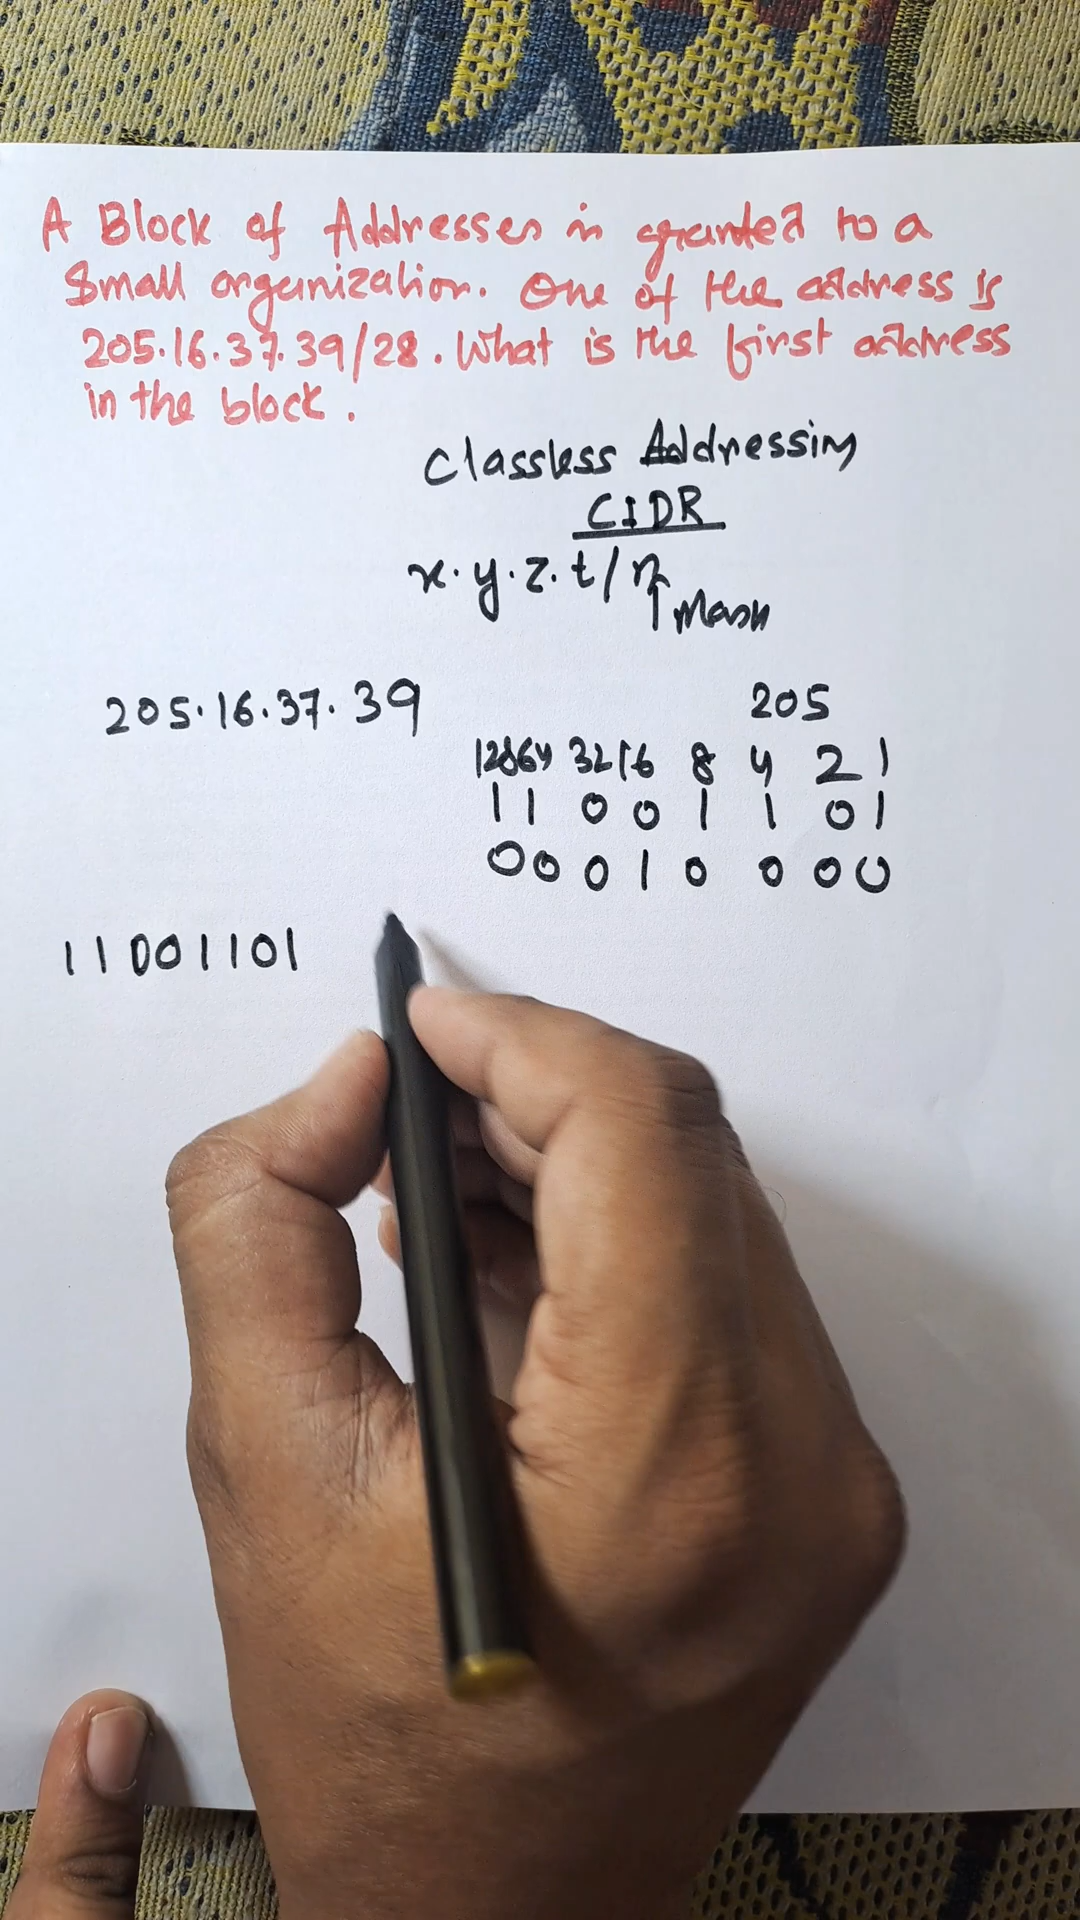 A Block of Addresses is granted to a
Small organization. One of the address is
205.16.37.39/28. What is the first address
in the block.
Classless Addressing
CIDR
x.y.z.t/n
Mask
205.16.37.39
205
128 64 32 16 8 4 2 1
1 1 0 0 1 1 0 1
0 0 0 1 0 0 0 0
11001101